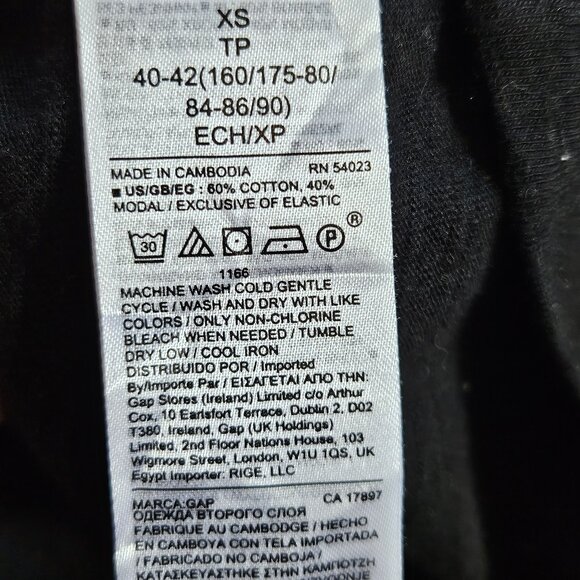 XS
TP
40-42(160/175-80/
84-86/90)
ECH/XP
MADE IN CAMBODIA RN 54023
■ US/GB/EG : 60% COTTON, 40%
MODAL / EXCLUSIVE OF ELASTIC
30 P ®
1166
MACHINE WASH COLD GENTLE
CYCLE / WASH AND DRY WITH LIKE
COLORS / ONLY NON-CHLORINE
BLEACH WHEN NEEDED / TUMBLE
DRY LOW / COOL IRON
DISTRIBUIDO POR / Imported
By/Importe Par / ΕΙΣΑΓΕΤΑΙ ΑΠΟ ΤΗΝ:
Gap Stores (Ireland) Limited c/o Arthur
Cox, 10 Earlsfort Terrace, Dublin 2, D02
T380, Ireland, Gap (UK Holdings)
Limited, 2nd Floor Nations House, 103
Wigmore Street, London, W1U 1QS, UK
Egypt Importer: RIGE, LLC
MARCA:GAP CA 17897
ОДЕЖДА ВТОРОГО СЛОЯ
FABRIQUE AU CAMBODGE / HECHO
EN CAMBOYA CON TELA IMPORTADA
/ FABRICADO NO CAMBOJA /
ΚΑΤΑΣΚΕΥΑΣΤΗΚΕ ΣΤΗΝ ΚΑΜΠΟΤΖΗ